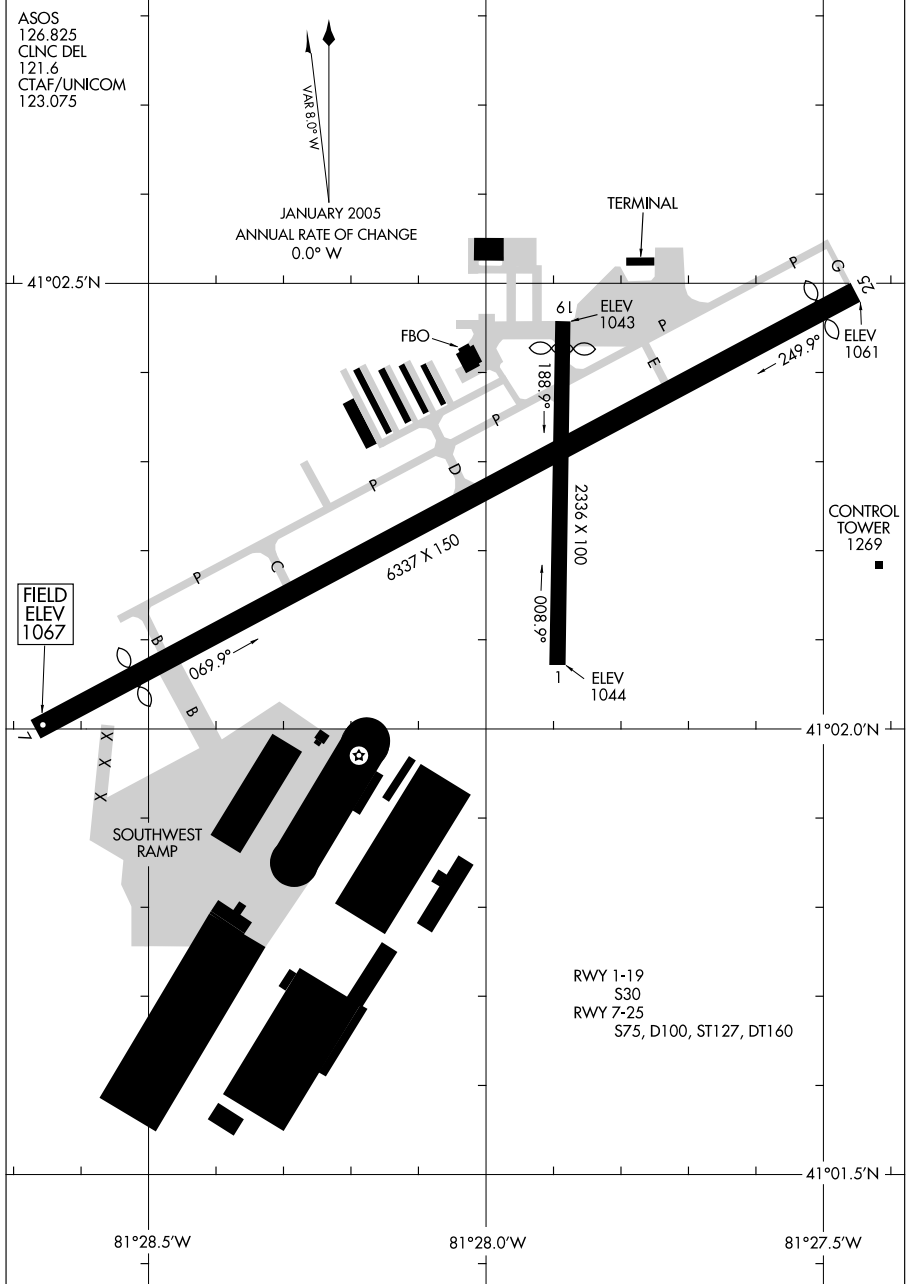 ASOS
126.825
CLNC DEL
121.6
CTAF/UNICOM
123.075
VAR 8.0° W
JANUARY 2005
ANNUAL RATE OF CHANGE
0.0° W
TERMINAL
41°02.5'N
P
G
25
ELEV
1061
249.9°
19
ELEV
1043
P
E
FBO
188.9°
P
D
P
2336 X 100
CONTROL
TOWER
1269
6337 X 150
C
P
008.9°
FIELD
ELEV
1067
B
069.9°
B
1
ELEV
1044
7
41°02.0'N
X
X
X
SOUTHWEST
RAMP
RWY 1-19
S30
RWY 7-25
S75, D100, ST127, DT160
41°01.5'N
81°28.5'W
81°28.0'W
81°27.5'W